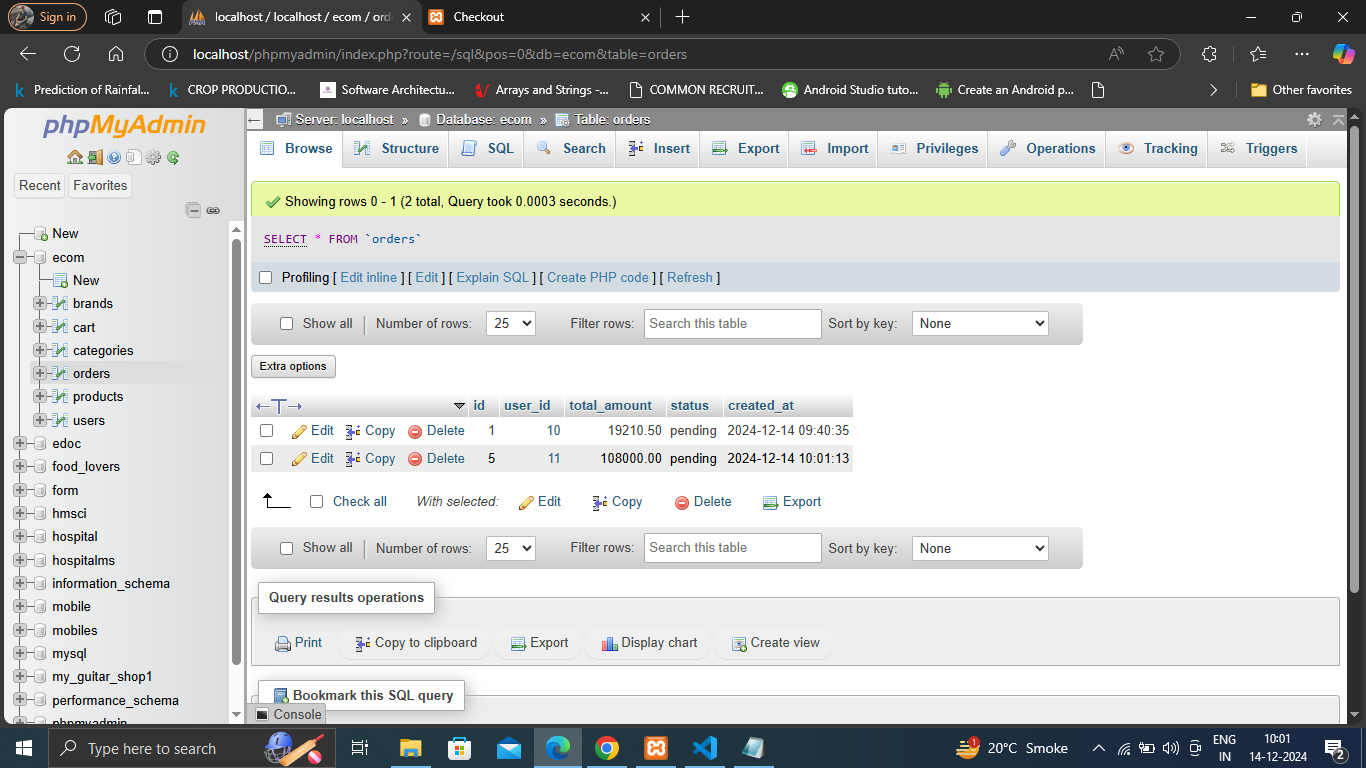 Sign in
localhost / localhost / ecom / ord
Checkout
localhost/phpmyadmin/index.php?route=/sql&pos=0&db=ecom&table=orders
Prediction of Rainfal...
CROP PRODUCTIO...
Software Architectu...
Arrays and Strings -...
COMMON RECRUIT...
Android Studio tuto...
Create an Android p...
Other favorites
phpMyAdmin
Recent
Favorites
New
ecom
New
brands
cart
categories
orders
products
users
edoc
food_lovers
form
hmsci
hospital
hospitalms
information_schema
mobile
mobiles
mysql
my_guitar_shop1
performance_schema
phpmyadmin
Server: localhost » Database: ecom » Table: orders
Browse Structure SQL Search Insert Export Import Privileges Operations Tracking Triggers
Showing rows 0 - 1 (2 total, Query took 0.0003 seconds.)
SELECT * FROM `orders`
Profiling [ Edit inline ] [ Edit ] [ Explain SQL ] [ Create PHP code ] [ Refresh ]
Show all Number of rows: 25 Filter rows: Search this table Sort by key: None
Extra options
id user_id total_amount status created_at
Edit Copy Delete 1 10 19210.50 pending 2024-12-14 09:40:35
Edit Copy Delete 5 11 108000.00 pending 2024-12-14 10:01:13
Check all With selected: Edit Copy Delete Export
Show all Number of rows: 25 Filter rows: Search this table Sort by key: None
Query results operations
Print Copy to clipboard Export Display chart Create view
Bookmark this SQL query
Console
Type here to search
1
20°C Smoke
ENG
IN
10:01
14-12-2024
2